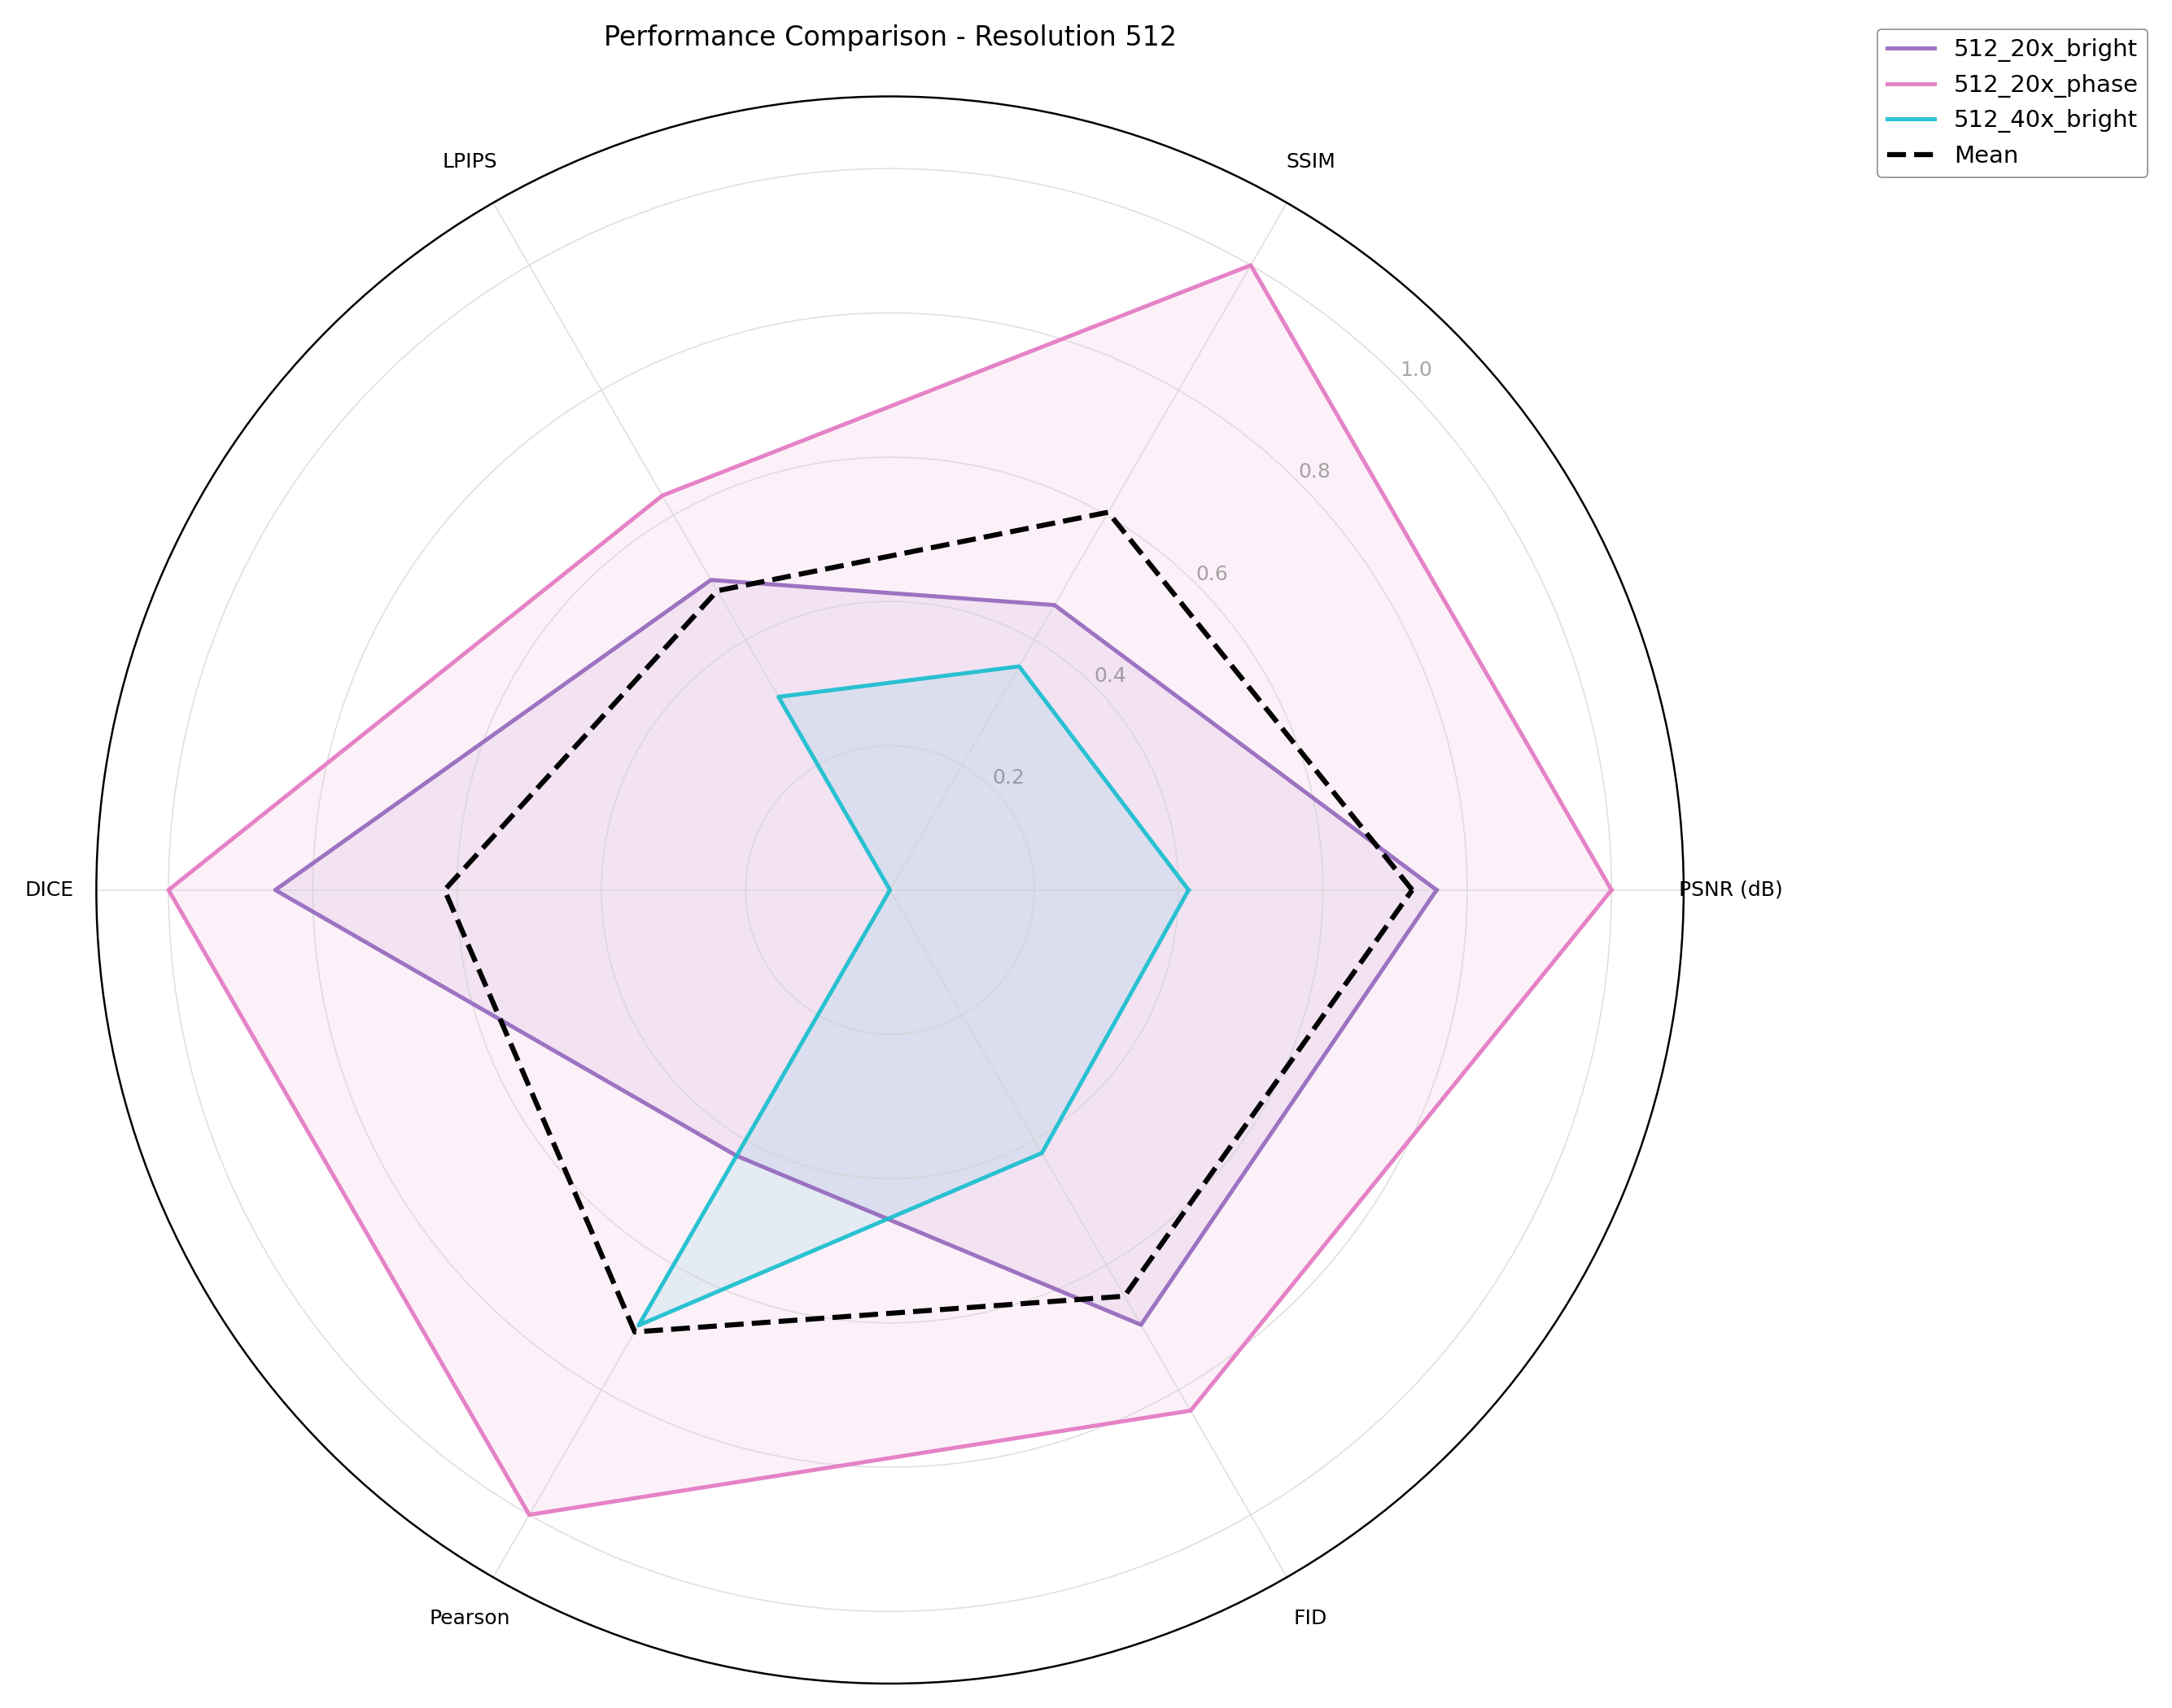 Performance Comparison - Resolution 512
512_20x_bright
512_20x_phase
512_40x_bright
Mean
LPIPS
SSIM
1.0
0.8
0.6
0.4
0.2
DICE
PSNR (dB)
Pearson
FID